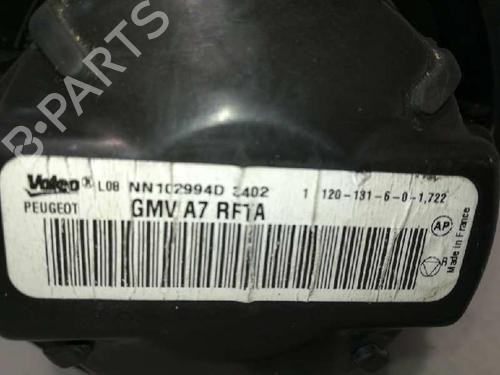 B-PARTS
Valeo® L08 NN102994D 3402 1 120-131-6-0-1,722
PEUGEOT GMV A7 RFTA
AP
R
Made in France